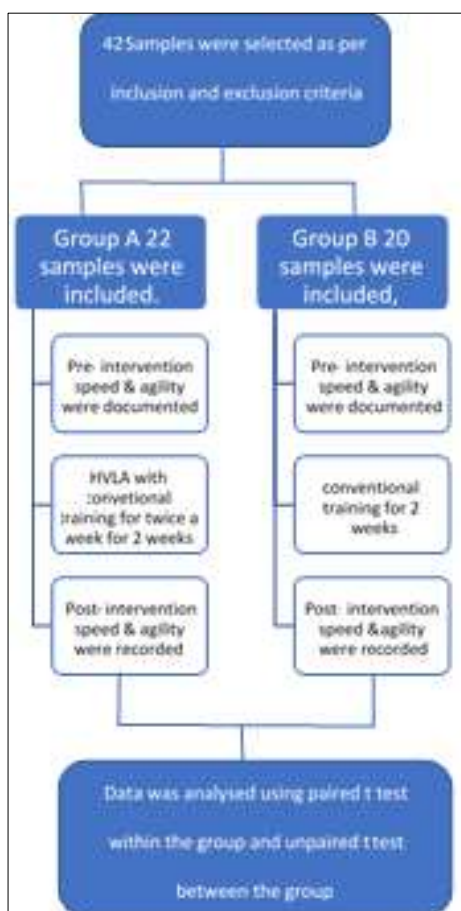 42Samples were selected as per
inclusion and exclusion criteria
Group A 22
samples were
included.
Group B 20
samples were
included,
Pre- intervention
speed & agility
were documented
Pre- intervention
speed & agility
were documented
HVLA with
convetional
training for twice a
week for 2 weeks
conventional
training for 2
weeks
Post- intervention
speed & agility
were recorded
Post- intervention
speed &agility
were recorded
Data was analysed using paired t test
within the group and unpaired t test
between the group